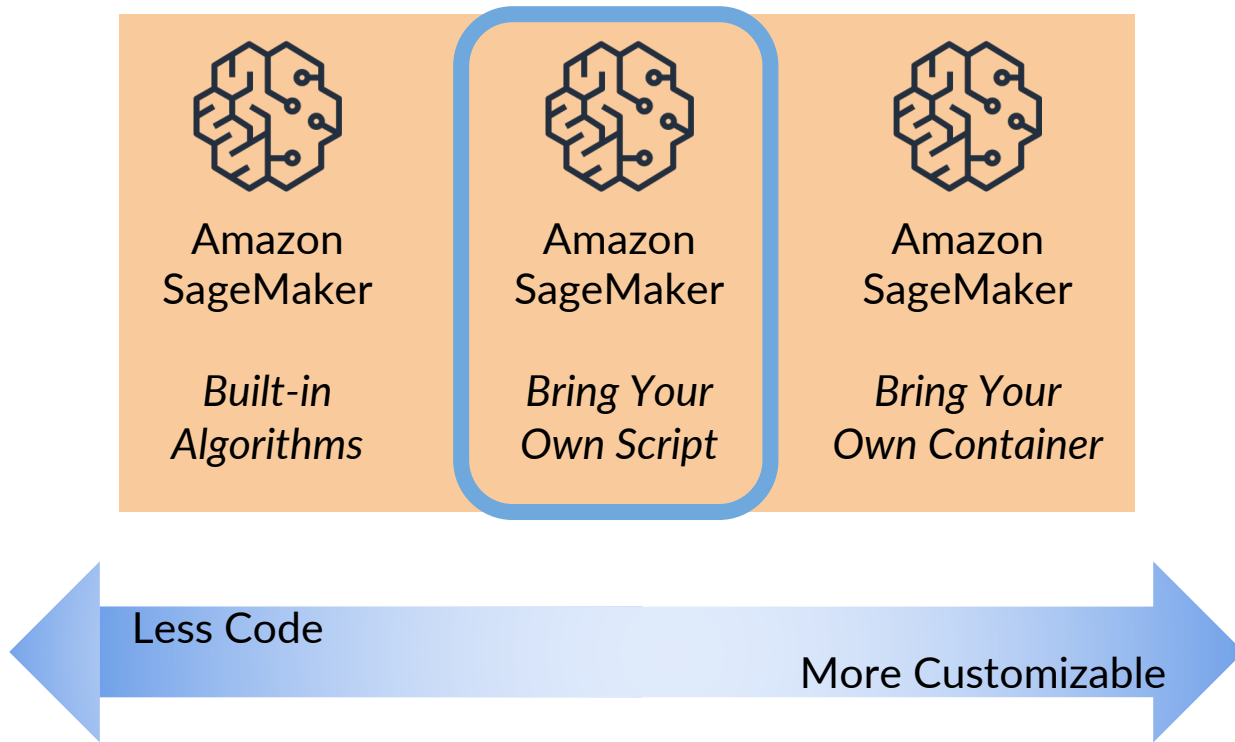 Amazon
SageMaker
Built-in
Algorithms
Amazon
SageMaker
Bring Your
Own Script
Amazon
SageMaker
Bring Your
Own Container
Less Code
More Customizable